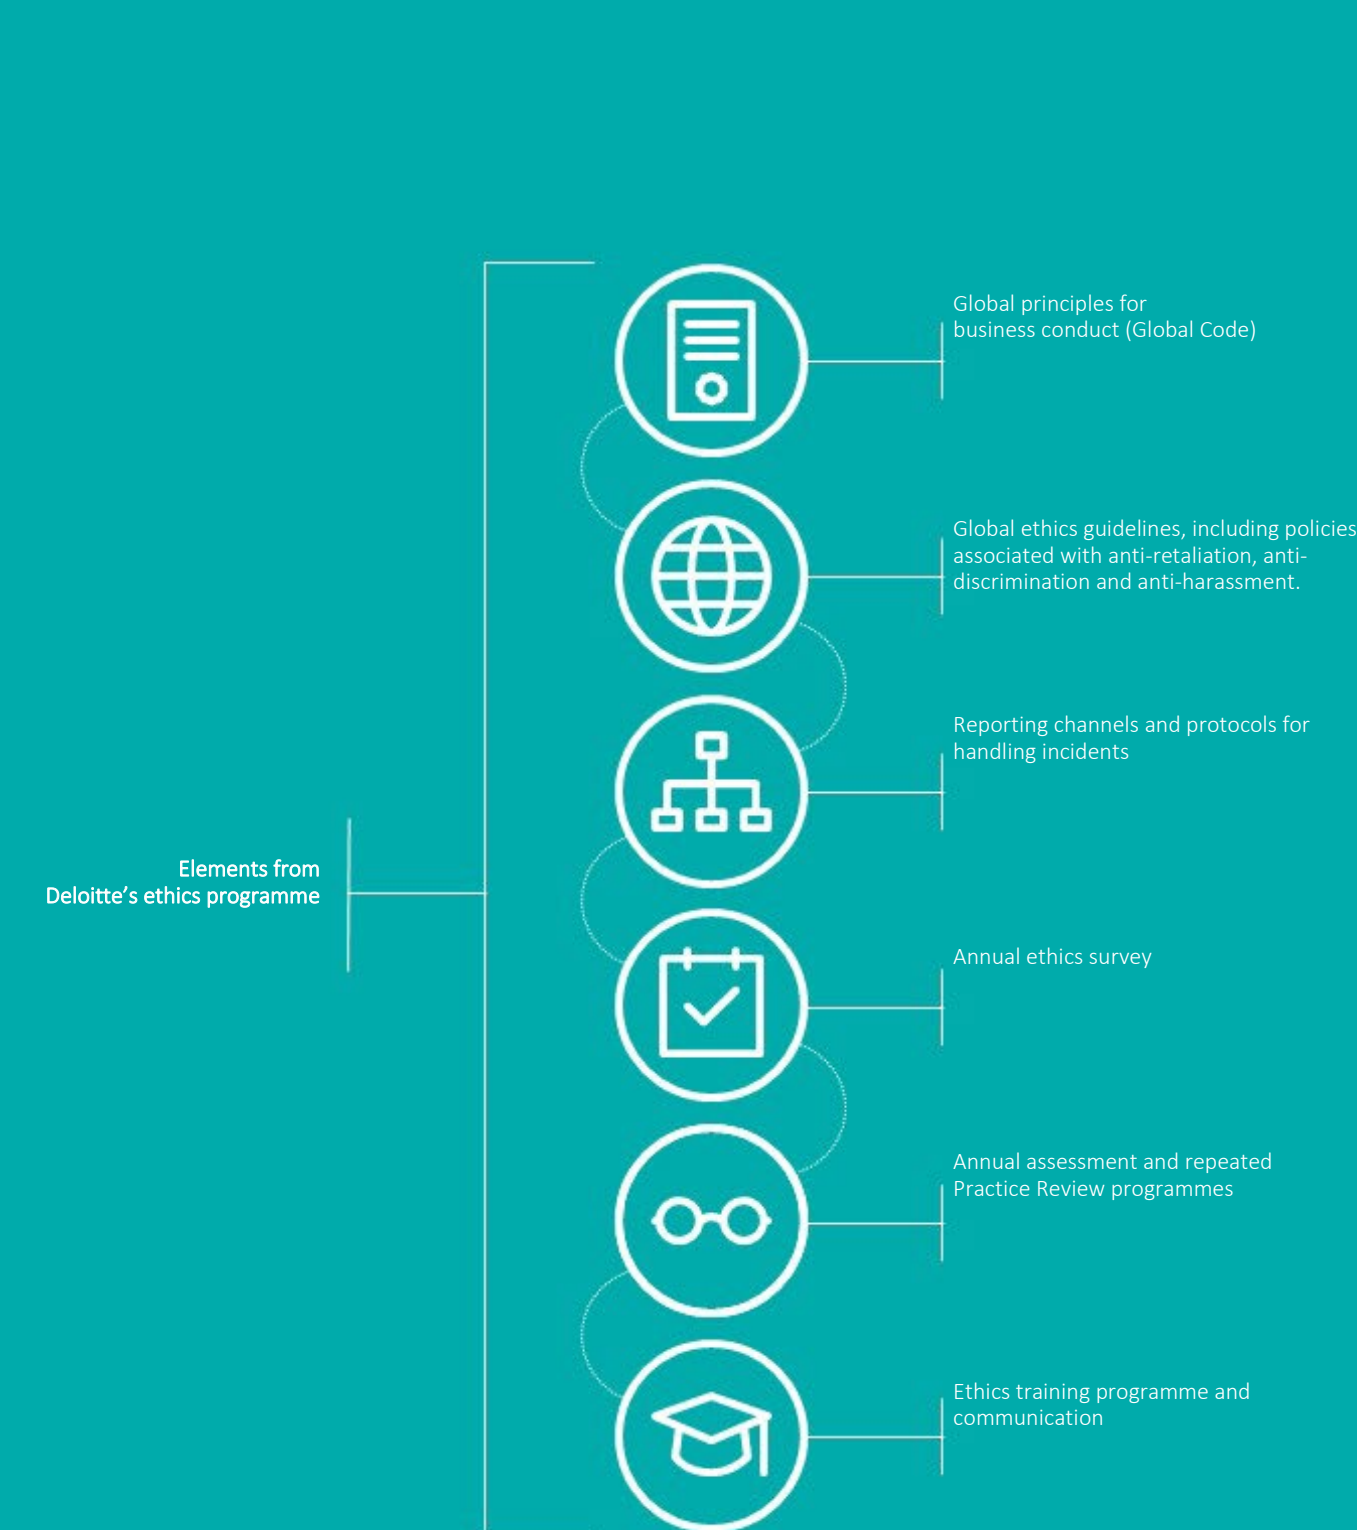 Global principles for
business conduct (Global Code)
Global ethics guidelines, including policies
associated with anti-retaliation, anti-
discrimination and anti-harassment.
Reporting channels and protocols for
handling incidents
Elements from
Deloitte’s ethics programme
Annual ethics survey
Annual assessment and repeated
Practice Review programmes
Ethics training programme and
communication